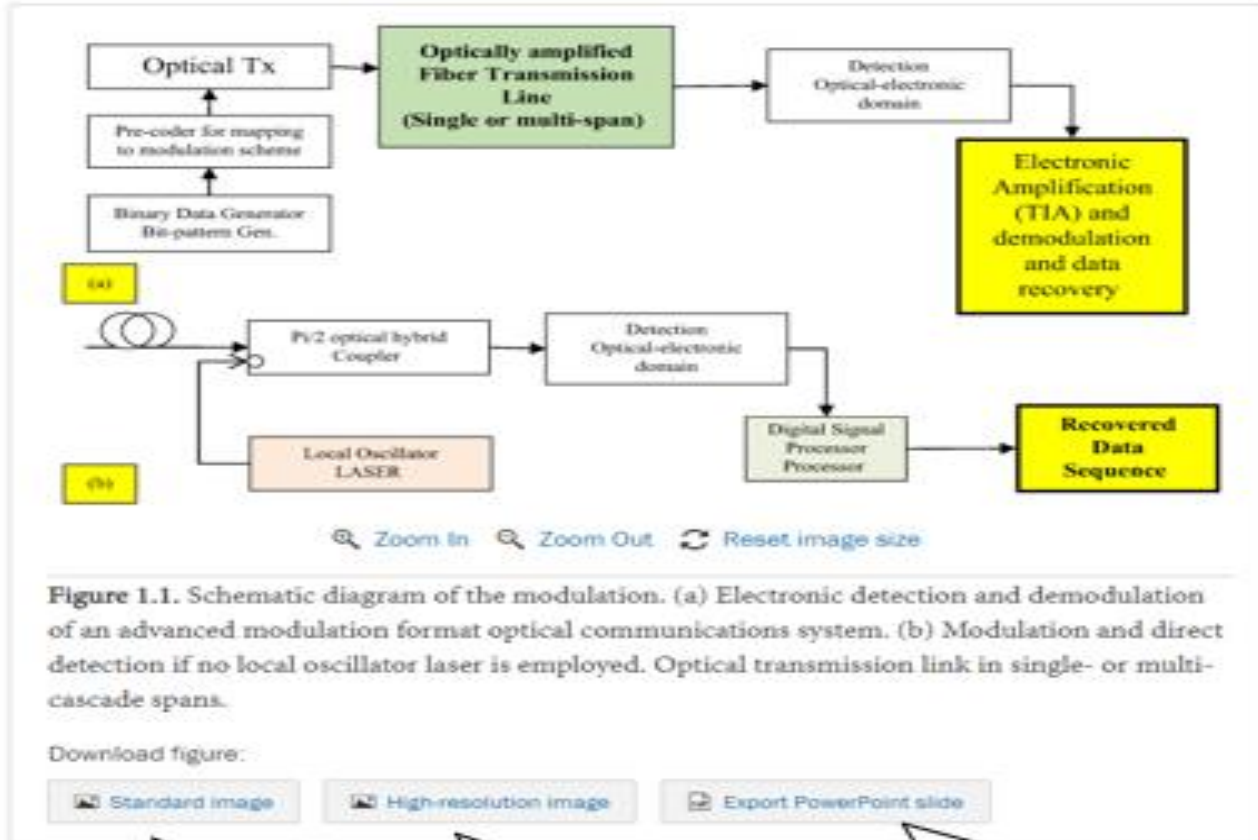 Optical Tx
Optically amplified
Fiber Transmission
Line
(Single or multi-span)
Detection
Optical-electronic
domain
Pre-coder for mapping
to modulation scheme
Binary Data Generator
Bit-pattern Gen.
Electronic
Amplification
(TIA) and
demodulation
and data
recovery
(a)
Pi/2 optical hybrid
Coupler
Detection
Optical-electronic
domain
Local Oscillator
LASER
Digital Signal
Processor
Processor
Recovered
Data
Sequence
(b)
Zoom In Zoom Out Reset image size
Figure 1.1. Schematic diagram of the modulation. (a) Electronic detection and demodulation
of an advanced modulation format optical communications system. (b) Modulation and direct
detection if no local oscillator laser is employed. Optical transmission link in single- or multi-
cascade spans.
Download figure:
Standard image High-resolution image Export PowerPoint slide